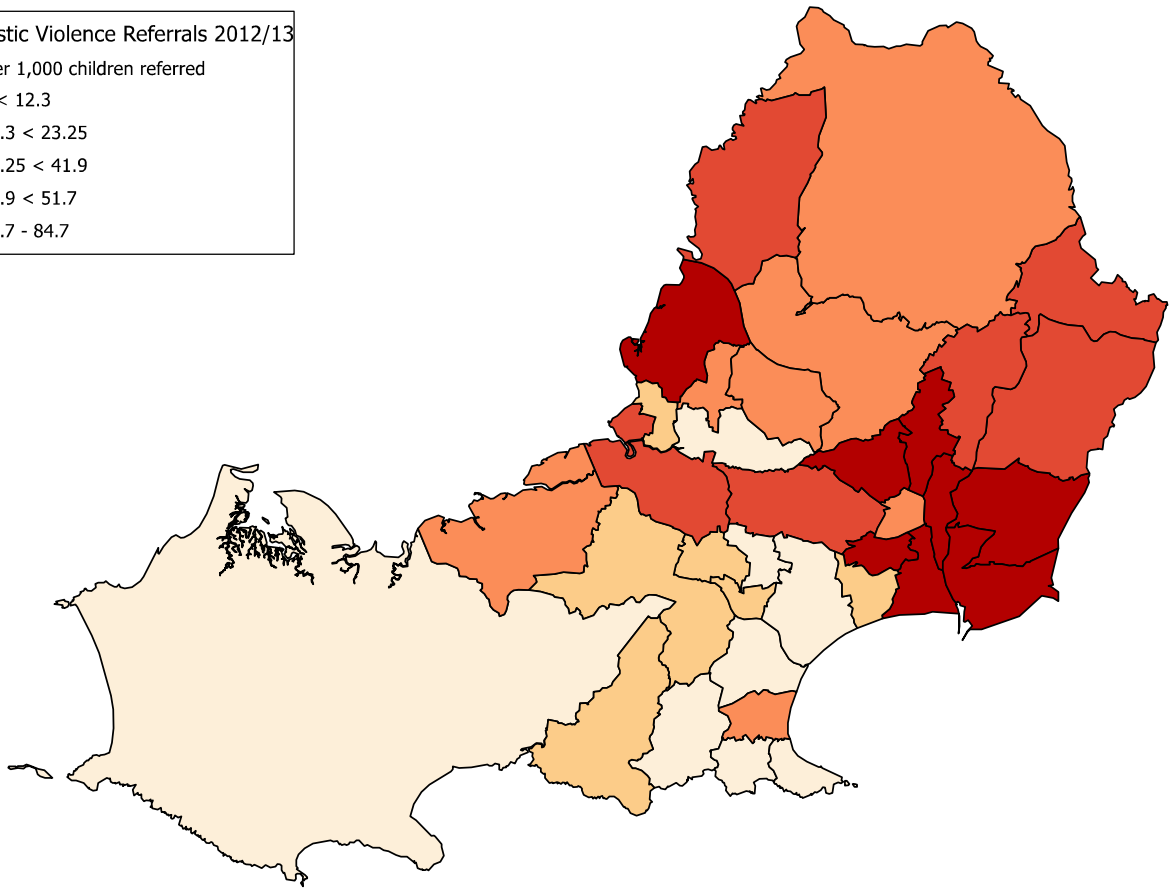 stic Violence Referrals 2012/13
er 1,000 children referred
< 12.3
.3 < 23.25
.25 < 41.9
.9 < 51.7
.7 - 84.7